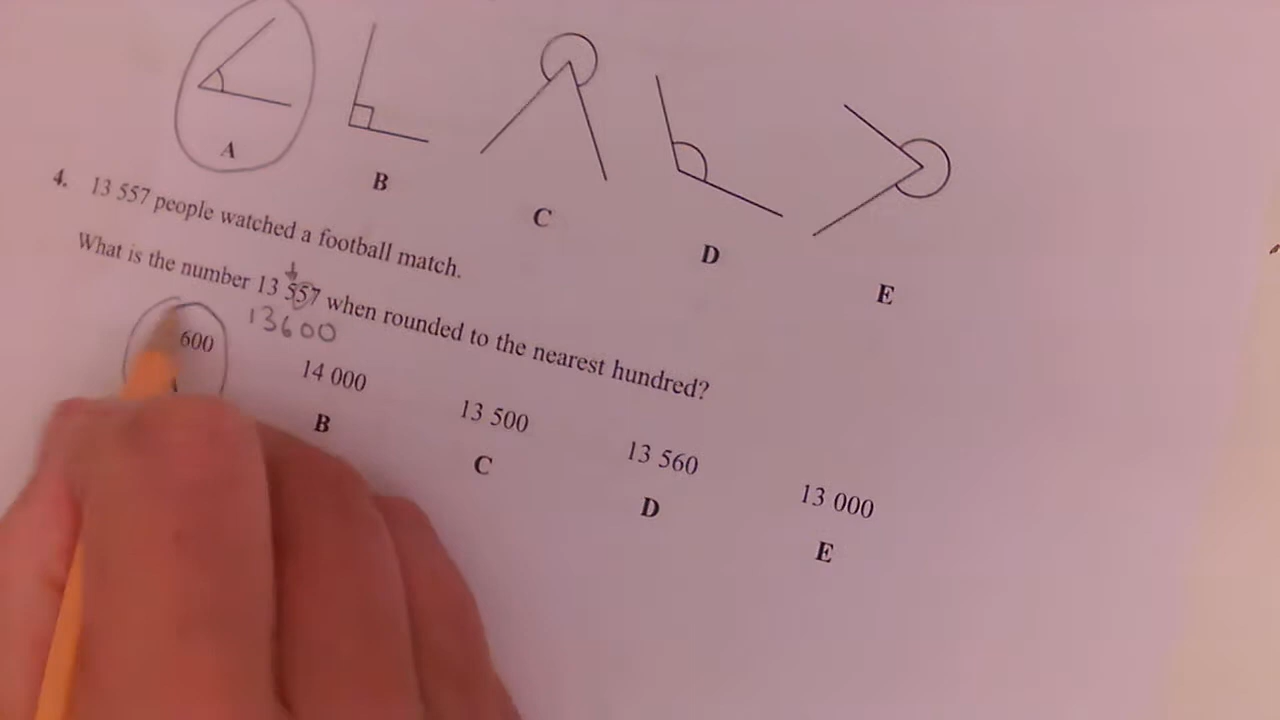 A B C D E
4. 13 557 people watched a football match.
What is the number 13 557 when rounded to the nearest hundred?
13600
600 14 000 13 500 13 560 13 000
B C D E